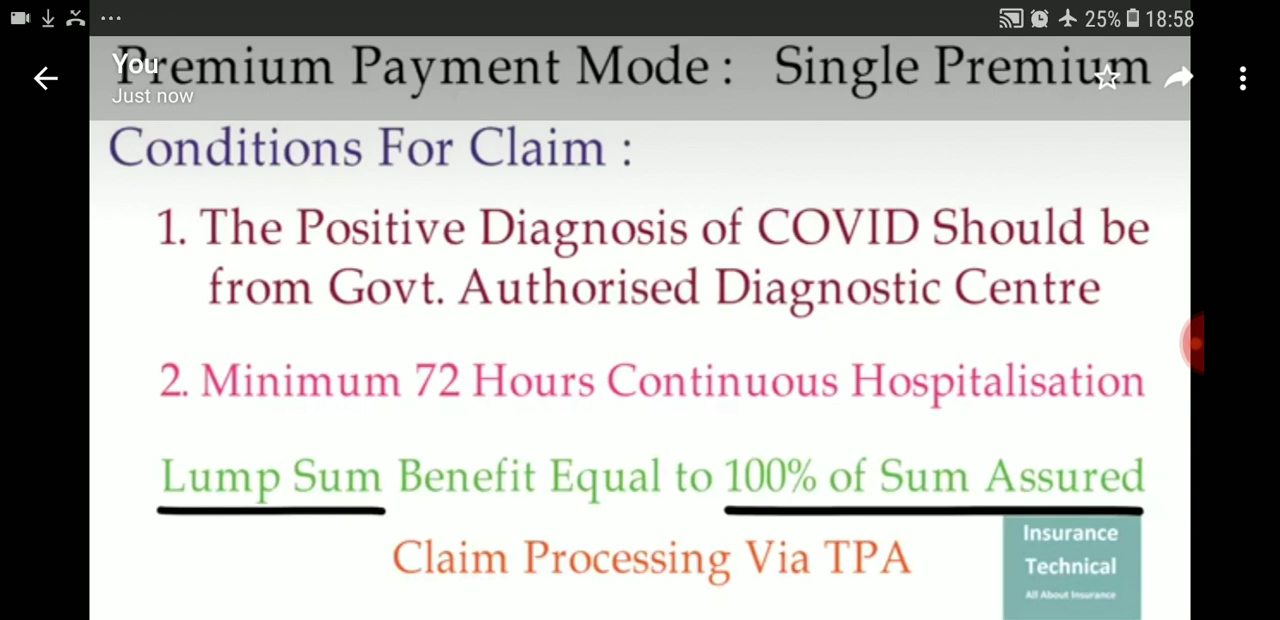 25% 18:58
Premium Payment Mode : Single Premium
You
Just now
Conditions For Claim :
1. The Positive Diagnosis of COVID Should be
from Govt. Authorised Diagnostic Centre
2. Minimum 72 Hours Continuous Hospitalisation
Lump Sum Benefit Equal to 100% of Sum Assured
Claim Processing Via TPA
Insurance
Technical
All About Insurance